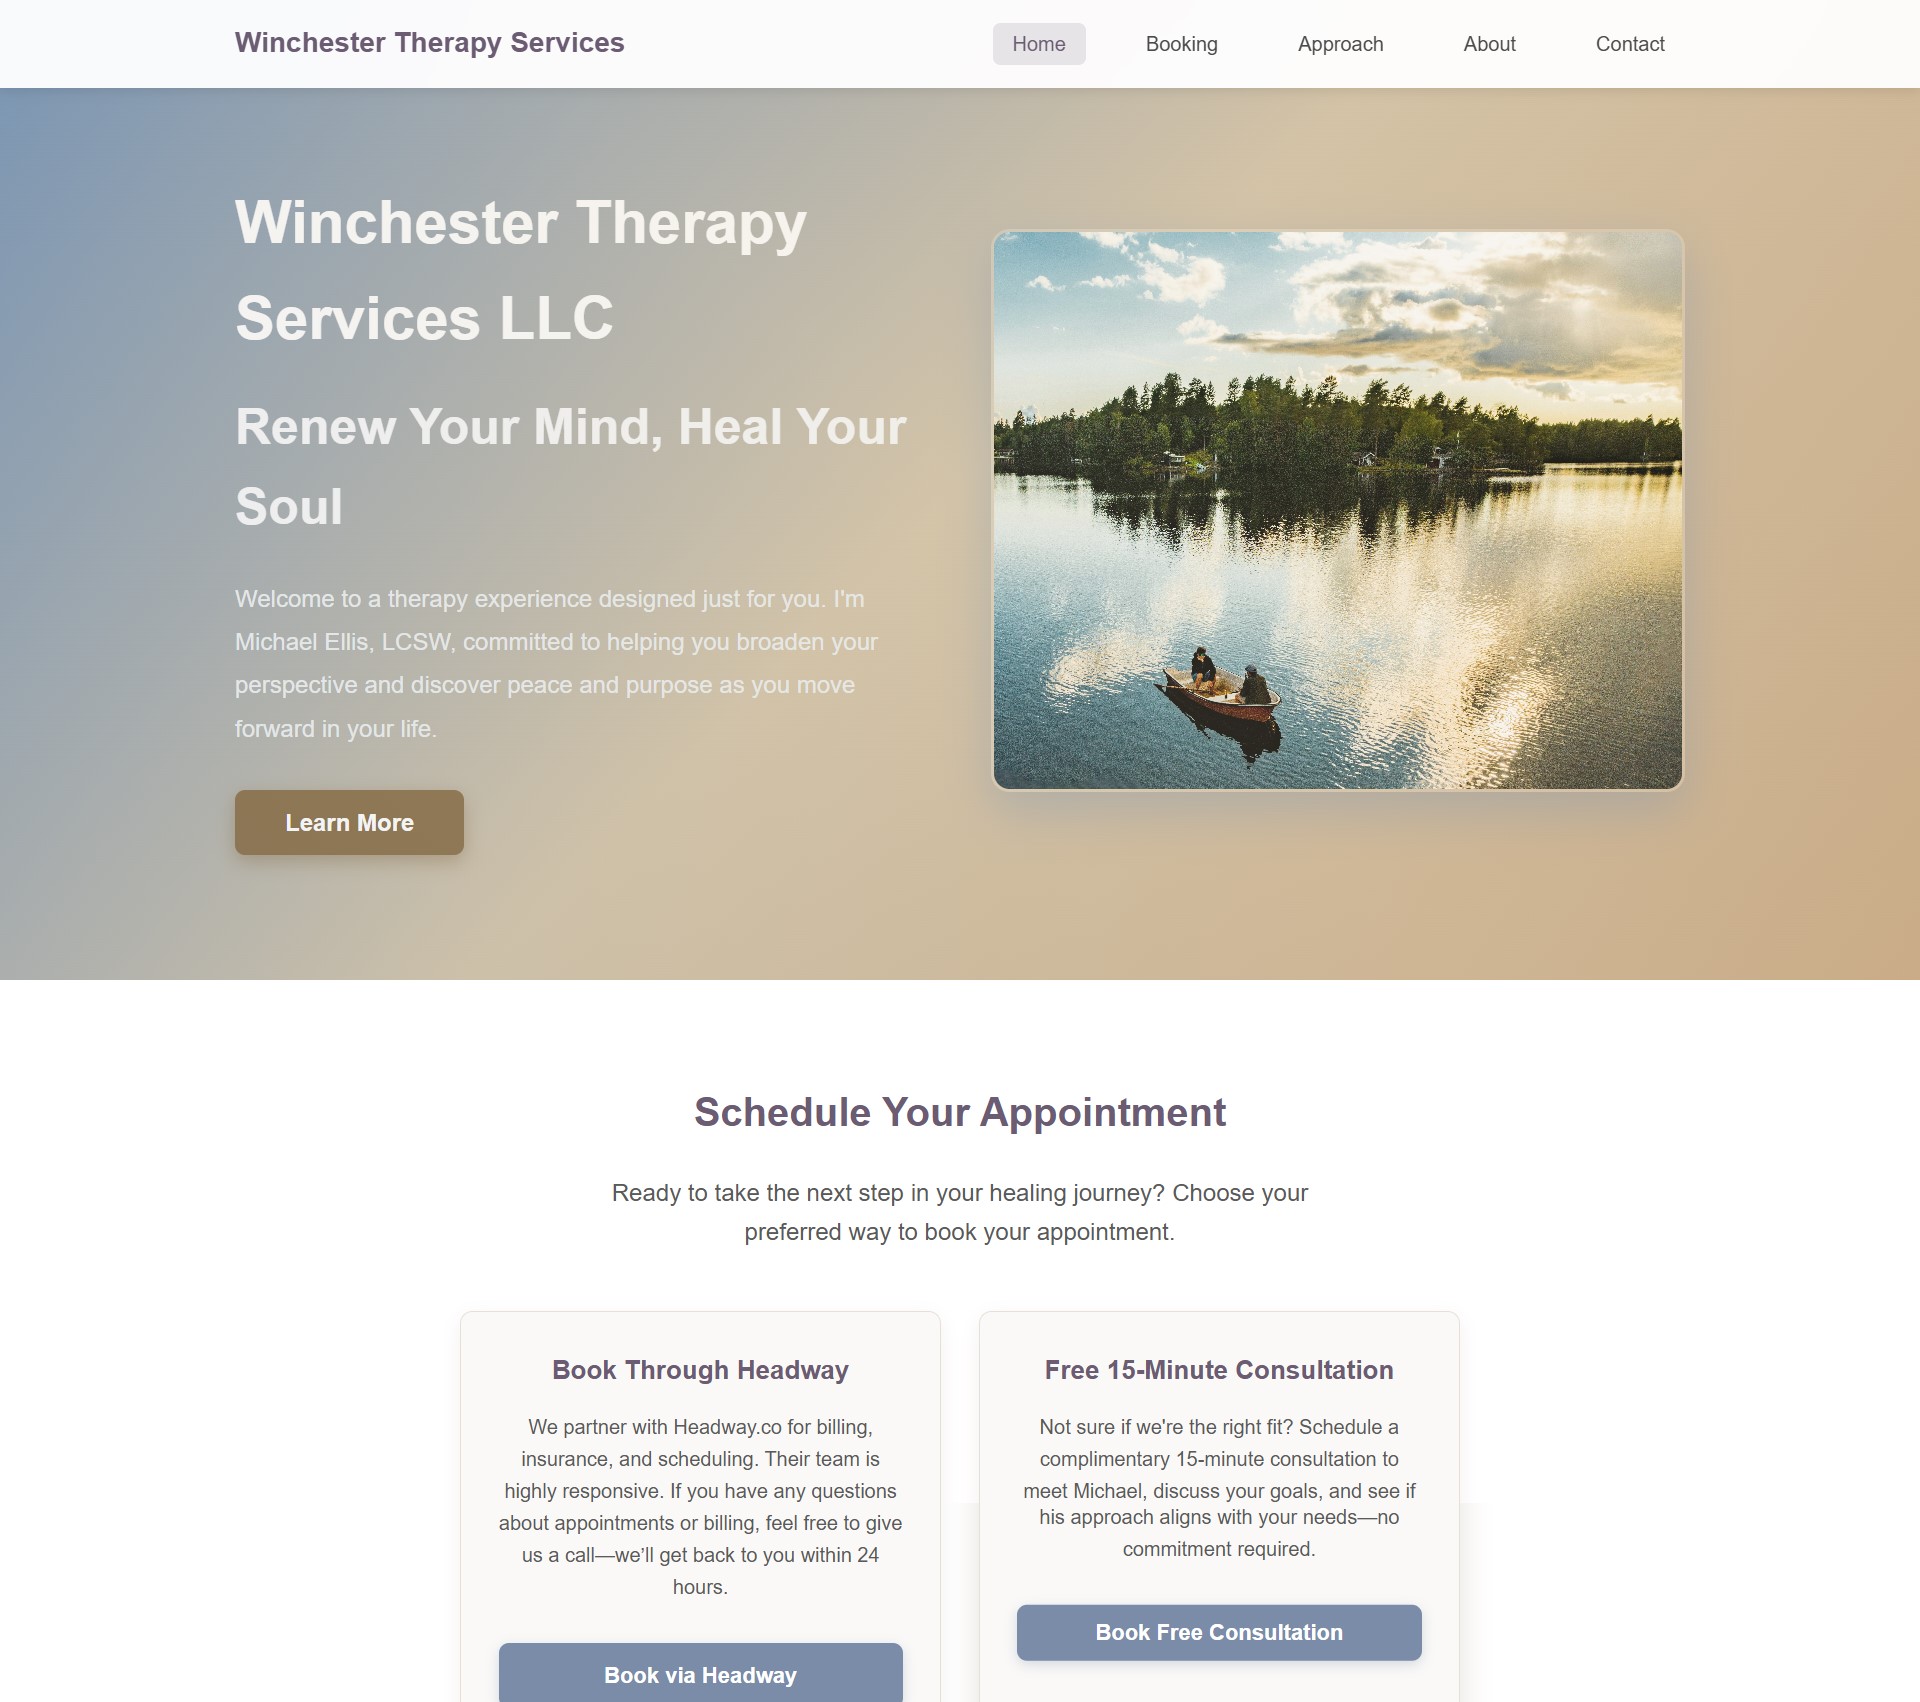 Winchester Therapy Services
Home
Booking
Approach
About
Contact
Winchester Therapy
Services LLC
Renew Your Mind, Heal Your
Soul
Welcome to a therapy experience designed just for you. I'm
Michael Ellis, LCSW, committed to helping you broaden your
perspective and discover peace and purpose as you move
forward in your life.
Learn More
Schedule Your Appointment
Ready to take the next step in your healing journey? Choose your
preferred way to book your appointment.
Book Through Headway
We partner with Headway.co for billing,
insurance, and scheduling. Their team is
highly responsive. If you have any questions
about appointments or billing, feel free to give
us a call—we’ll get back to you within 24
hours.
Book via Headway
Free 15-Minute Consultation
Not sure if we're the right fit? Schedule a
complimentary 15-minute consultation to
meet Michael, discuss your goals, and see if
his approach aligns with your needs—no
commitment required.
Book Free Consultation